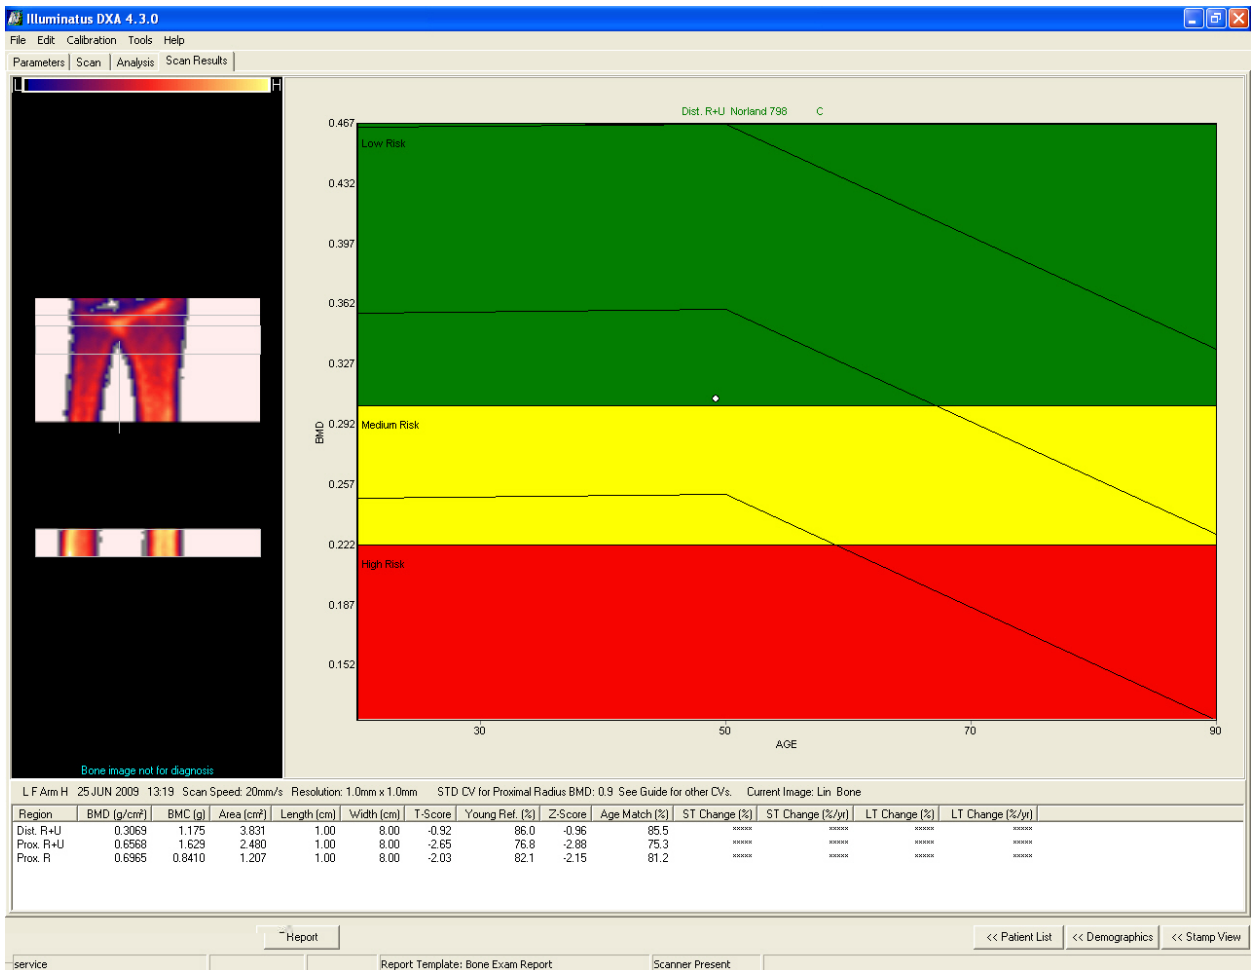 Illuminatus DXA 4.3.0
File Edit Calibration Tools Help
Parameters Scan Analysis Scan Results
L H
Dist. R+U Norland 798 C
0.467
Low Risk
0.432
0.397
0.362
0.327
BMD 0.292 Medium Risk
0.257
0.222
High Risk
0.187
0.152
30 50 70 90
AGE
Bone image not for diagnosis
L F Arm H 25 JUN 2009 13:19 Scan Speed: 20mm/s Resolution: 1.0mm x 1.0mm STD CV for Proximal Radius BMD: 0.9 See Guide for other CVs. Current Image: Lin Bone
Region BMD (g/cm²) BMC (g) Area (cm²) Length (cm) Width (cm) T-Score Young Ref. (%) Z-Score Age Match (%) ST Change (%) ST Change (%/yr) LT Change (%) LT Change (%/yr)
Dist. R+U 0.3069 1.175 3.831 1.00 8.00 -0.92 86.0 -0.96 85.5 ***** ***** ***** *****
Prox. R+U 0.6568 1.629 2.480 1.00 8.00 -2.65 76.8 -2.88 75.3 ***** ***** ***** *****
Prox. R 0.6965 0.8410 1.207 1.00 8.00 -2.03 82.1 -2.15 81.2 ***** ***** ***** *****
Report << Patient List << Demographics << Stamp View
service Report Template: Bone Exam Report Scanner Present